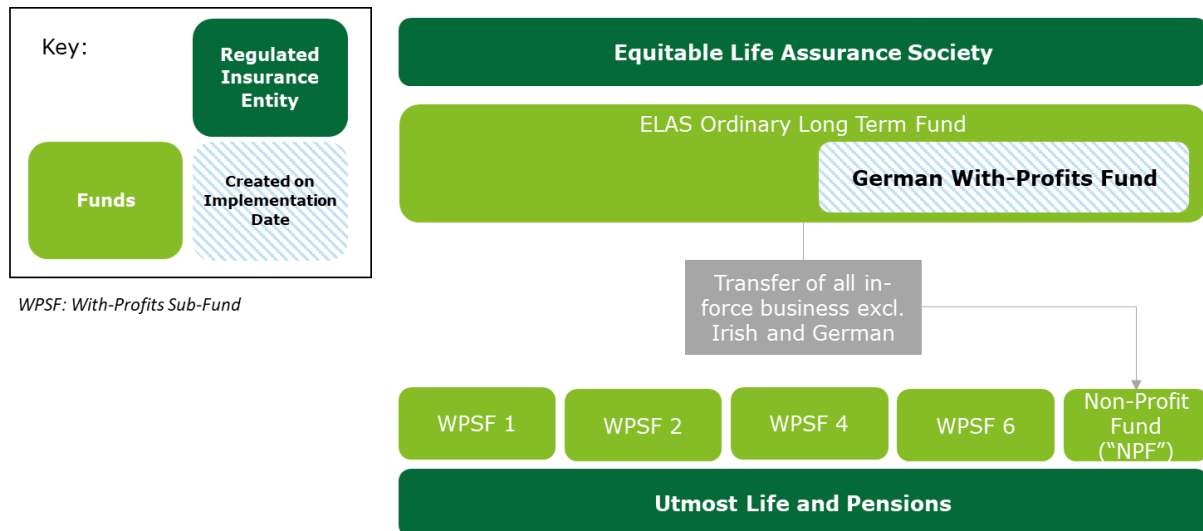 Key:
Regulated
Insurance
Entity
Funds
Created on
Implementation
Date
WPSF: With-Profits Sub-Fund
Equitable Life Assurance Society
ELAS Ordinary Long Term Fund
German With-Profits Fund
Transfer of all in-
force business excl.
Irish and German
WPSF 1
WPSF 2
WPSF 4
WPSF 6
Non-Profit
Fund
(“NPF”)
Utmost Life and Pensions